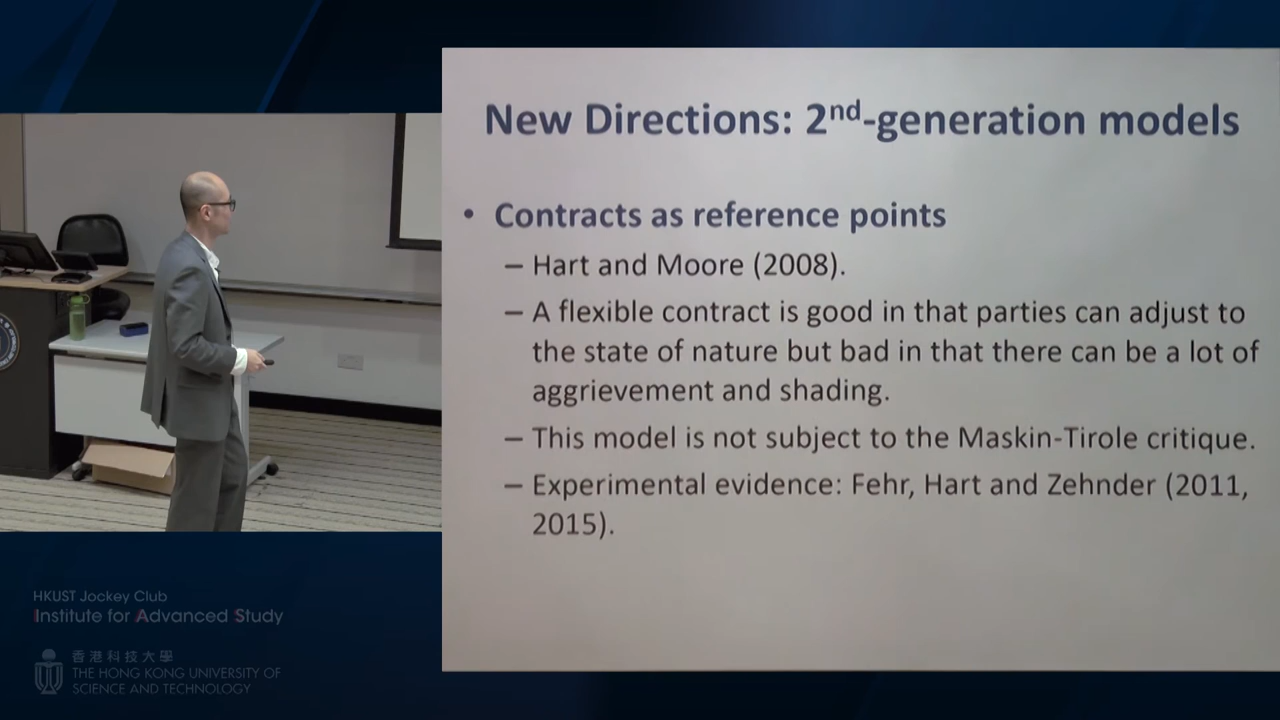 New Directions: 2nd-generation models
• Contracts as reference points
– Hart and Moore (2008).
– A flexible contract is good in that parties can adjust to
the state of nature but bad in that there can be a lot of
aggrievement and shading.
– This model is not subject to the Maskin-Tirole critique.
– Experimental evidence: Fehr, Hart and Zehnder (2011,
2015).
HKUST Jockey Club
Institute for Advanced Study
香港科技大學
THE HONG KONG UNIVERSITY OF
SCIENCE AND TECHNOLOGY